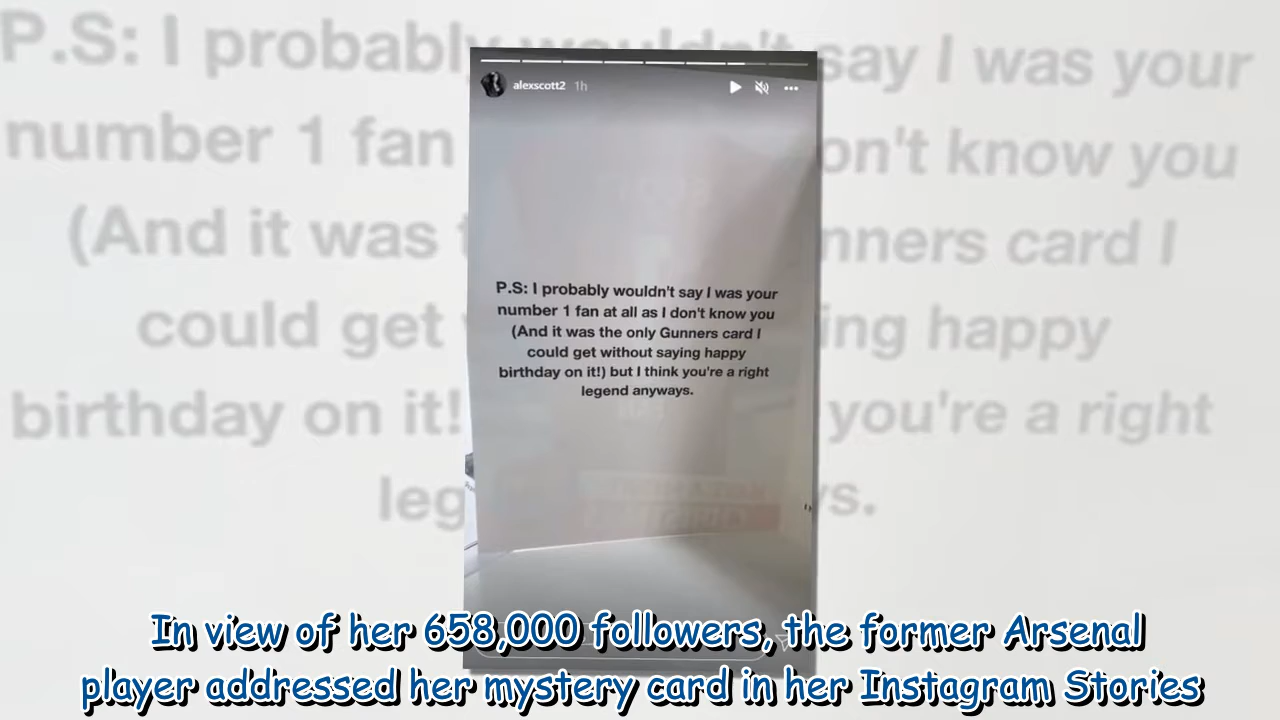 alexscott2 1h
P.S: I probably wouldn't say I was your
number 1 fan at all as I don't know you
(And it was the only Gunners card I
could get without saying happy
birthday on it!) but I think you're a right
legend anyways.
In view of her 658,000 followers, the former Arsenal
player addressed her mystery card in her Instagram Stories